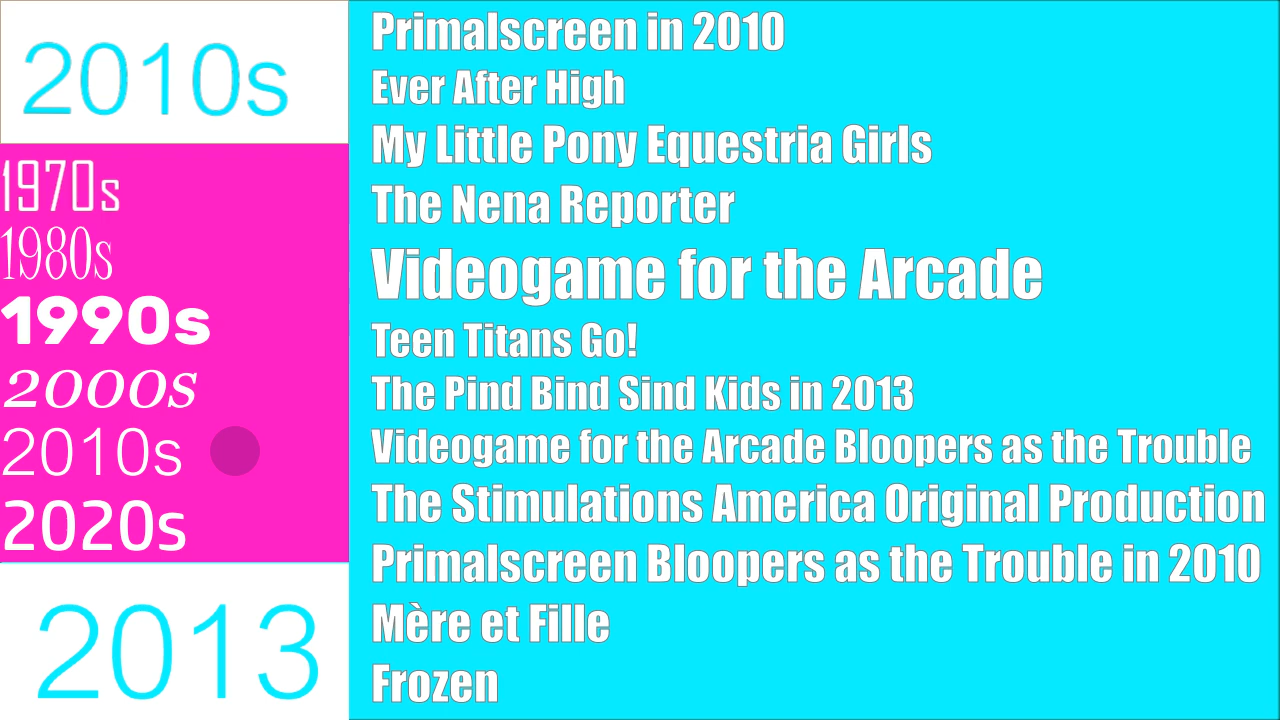 2010s
1970s
1980s
1990s
2000s
2010s
2020s
2013
Primalscreen in 2010
Ever After High
My Little Pony Equestria Girls
The Nena Reporter
Videogame for the Arcade
Teen Titans Go!
The Pind Bind Sind Kids in 2013
Videogame for the Arcade Bloopers as the Trouble
The Stimulations America Original Production
Primalscreen Bloopers as the Trouble in 2010
Mère et Fille
Frozen